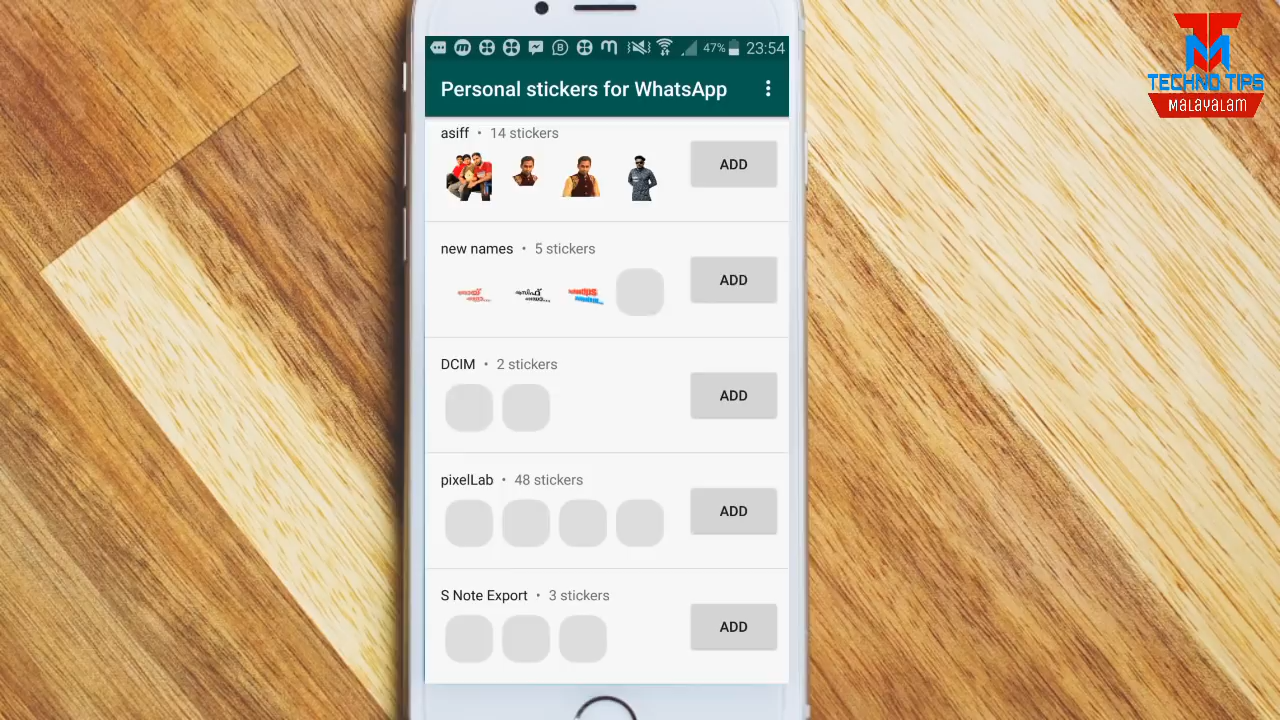 47% 23:54
Personal stickers for WhatsApp
asiff • 14 stickers
ADD
new names • 5 stickers
ADD
DCIM • 2 stickers
ADD
pixelLab • 48 stickers
ADD
S Note Export • 3 stickers
ADD
TM
TECHNO TIPS
MALAYALAM